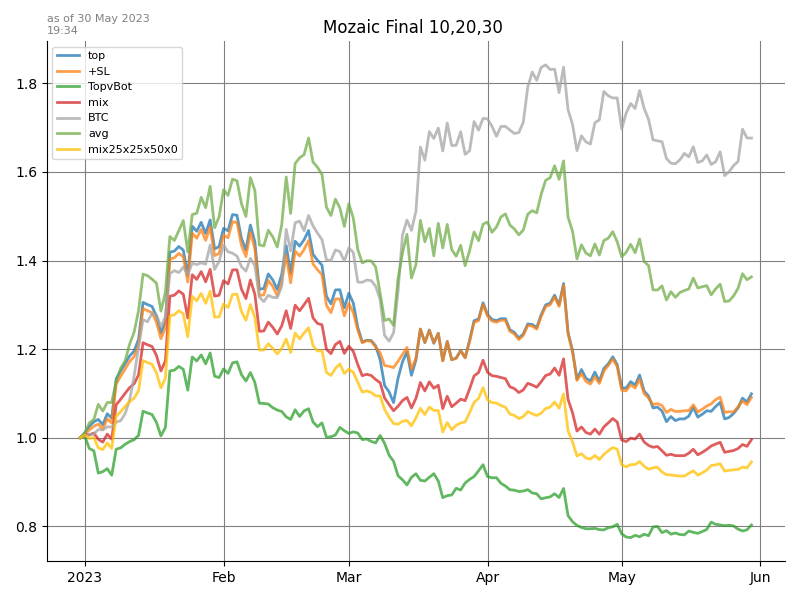 as of 30 May 2023
19:34
Mozaic Final 10,20,30
top
+SL
TopvBot
mix
BTC
avg
mix25x25x50x0
1.8
1.6
1.4
1.2
1.0
0.8
2023 Feb Mar Apr May Jun